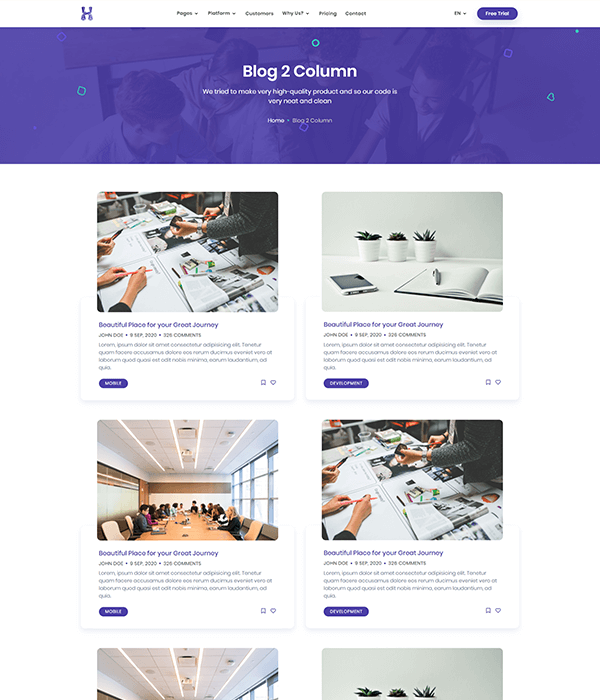 Pages Platform Customers Why Us? Pricing Contact EN Free Trial
Blog 2 Column
We tried to make very high-quality product and so our code is
very neat and clean
Home • Blog 2 Column
Beautiful Place for your Great Journey
JOHN DOE • 9 SEP, 2020 • 326 COMMENTS
Lorem, ipsum dolor sit amet consectetur adipisicing elit. Tenetur
quam facere accusamus dolores eos rerum ducimus eveniet vero at
laborum quod quasi est odit nobis minima, earum laudantium, ad
quia.
MOBILE
Beautiful Place for your Great Journey
JOHN DOE • 9 SEP, 2020 • 326 COMMENTS
Lorem, ipsum dolor sit amet consectetur adipisicing elit. Tenetur
quam facere accusamus dolores eos rerum ducimus eveniet vero at
laborum quod quasi est odit nobis minima, earum laudantium, ad
quia.
DEVELOPMENT
Beautiful Place for your Great Journey
JOHN DOE • 9 SEP, 2020 • 326 COMMENTS
Lorem, ipsum dolor sit amet consectetur adipisicing elit. Tenetur
quam facere accusamus dolores eos rerum ducimus eveniet vero at
laborum quod quasi est odit nobis minima, earum laudantium, ad
quia.
MOBILE
Beautiful Place for your Great Journey
JOHN DOE • 9 SEP, 2020 • 326 COMMENTS
Lorem, ipsum dolor sit amet consectetur adipisicing elit. Tenetur
quam facere accusamus dolores eos rerum ducimus eveniet vero at
laborum quod quasi est odit nobis minima, earum laudantium, ad
quia.
DEVELOPMENT